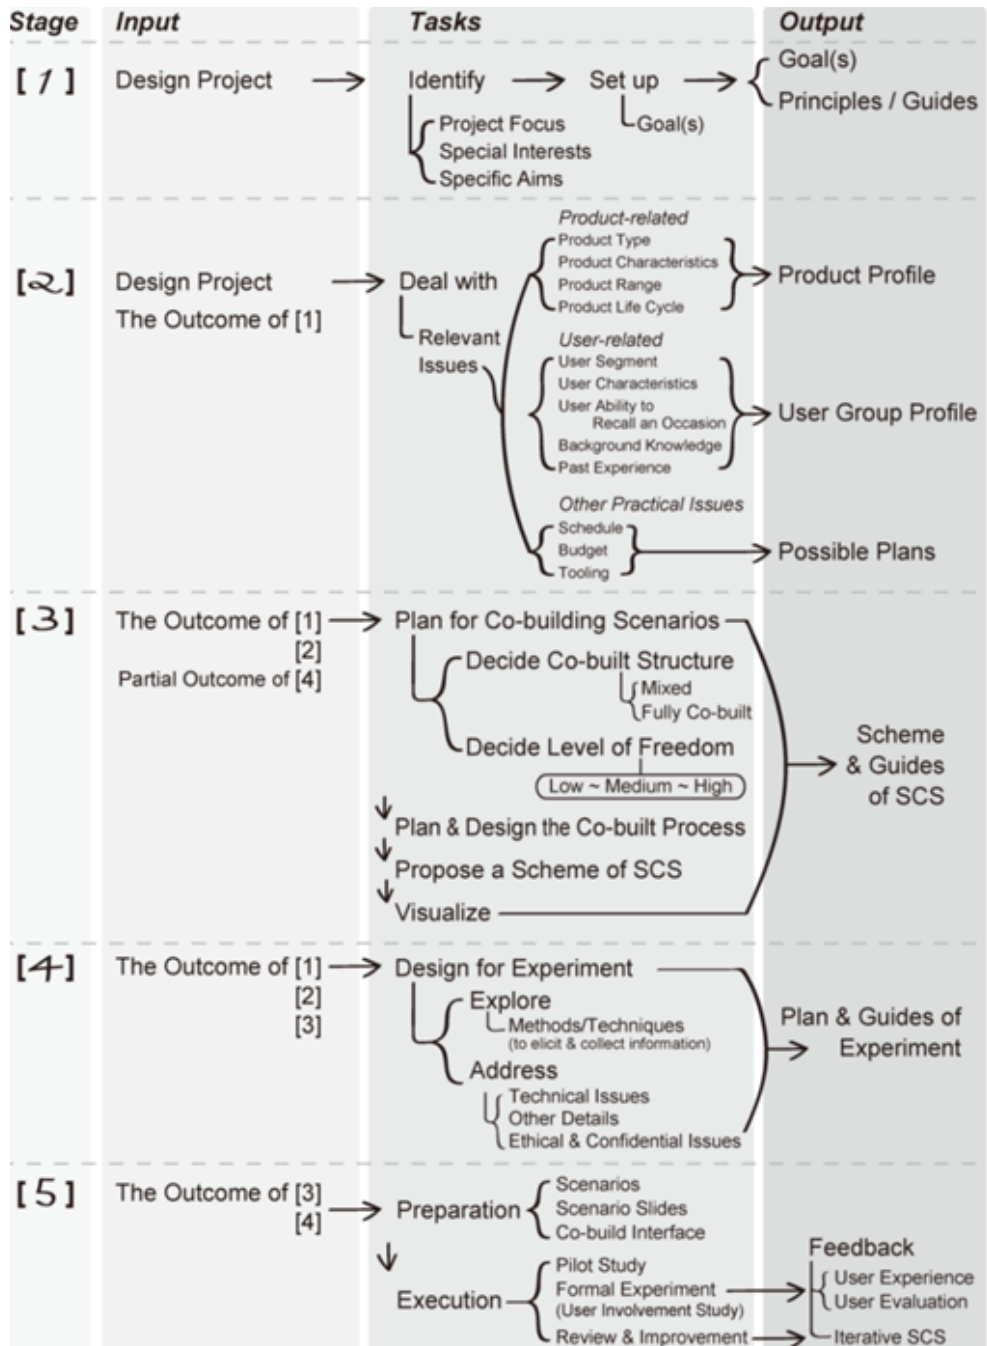 Stage Input Tasks Output
[1] Design Project Identify Set up Goal(s)
Principles / Guides
Goal(s)
Project Focus
Special Interests
Specific Aims
[2] Design Project Deal with
The Outcome of [1]
Relevant
Issues
Product-related
Product Type
Product Characteristics
Product Range
Product Life Cycle
Product Profile
User-related
User Segment
User Characteristics
User Ability to
Recall an Occasion
Background Knowledge
Past Experience
User Group Profile
Other Practical Issues
Schedule
Budget
Tooling
Possible Plans
[3] The Outcome of [1] Plan for Co-building Scenarios
[2]
Partial Outcome of [4]
Decide Co-built Structure
Mixed
Fully Co-built
Decide Level of Freedom
Low ~ Medium ~ High
Plan & Design the Co-built Process
Propose a Scheme of SCS
Visualize
Scheme
& Guides
of SCS
[4] The Outcome of [1] Design for Experiment
[2]
[3]
Explore
Methods/Techniques
(to elicit & collect information)
Address
Technical Issues
Other Details
Ethical & Confidential Issues
Plan & Guides of
Experiment
[5] The Outcome of [3]
[4]
Preparation
Scenarios
Scenario Slides
Co-build Interface
Execution
Pilot Study
Formal Experiment
(User Involvement Study)
Review & Improvement
Feedback
User Experience
User Evaluation
Iterative SCS